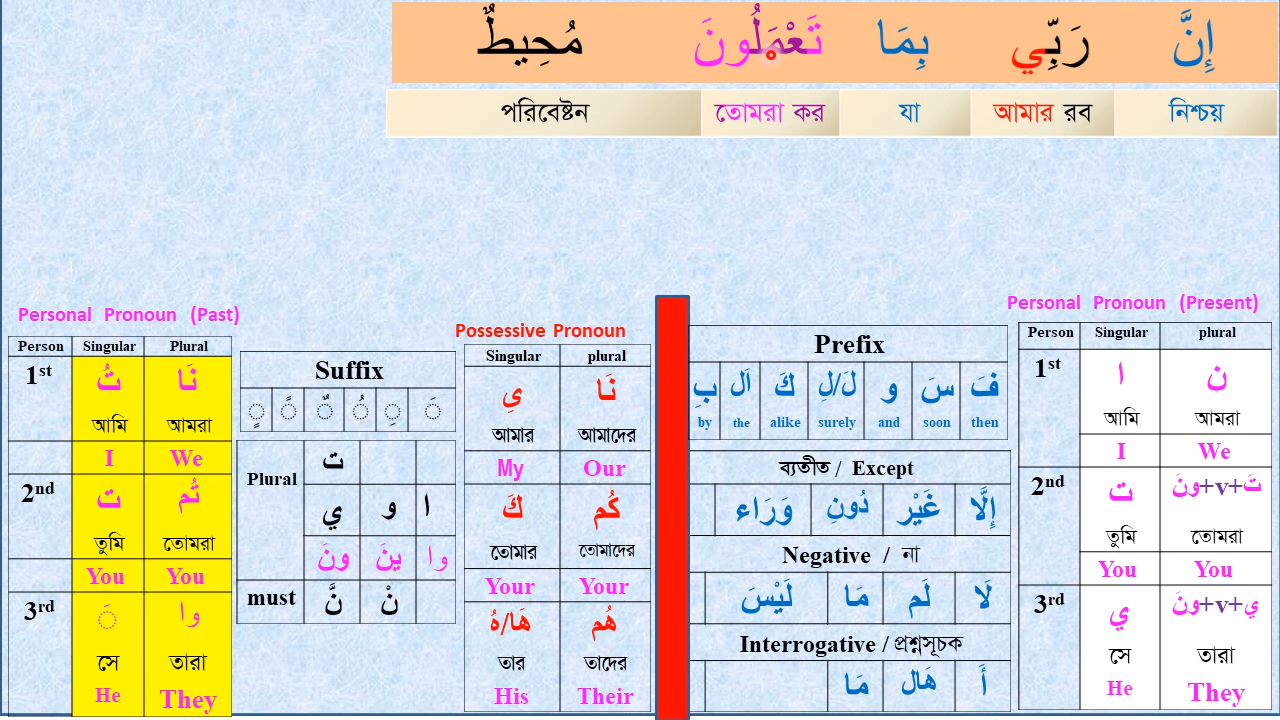 إِنَّ رَبِّي بِمَا تَعْمَلُونَ مُحِيطٌ
পরিবেষ্টন তোমরা কর যা আমার রব নিশ্চয়
Personal Pronoun (Past)
Person Singular Plural
1st تُ نَا
আমি আমরা
I We
2nd ت تُم
তুমি তোমরা
You You
3rd َ وا
সে তারা
He They
Suffix
ٍ ً ٌ ُ ِ َ
Plural ت
ي و ا
ونَ ينَ وا
must نَّ نْ
Possessive Pronoun
Singular plural
يِ نَا
আমার আমাদের
My Our
كَ كُم
তোমার তোমাদের
Your Your
هَا/هُ هُم
তার তাদের
His Their
Prefix
فَ سَ و لَ/لِ كَ اَل بِ
by the alike surely and soon then
ব্যতীত / Except
إِلَّا غَيْر دُونِ وَرَاء
Negative / না
لَا لَم مَا لَيْسَ
Interrogative / প্রশ্নসূচক
أَ هَال مَا
Personal Pronoun (Present)
Person Singular plural
1st ا ن
আমি আমরা
I We
2nd ت تَ+v+ونَ
তুমি তোমরা
You You
3rd ي ي+v+ونَ
সে তারা
He They